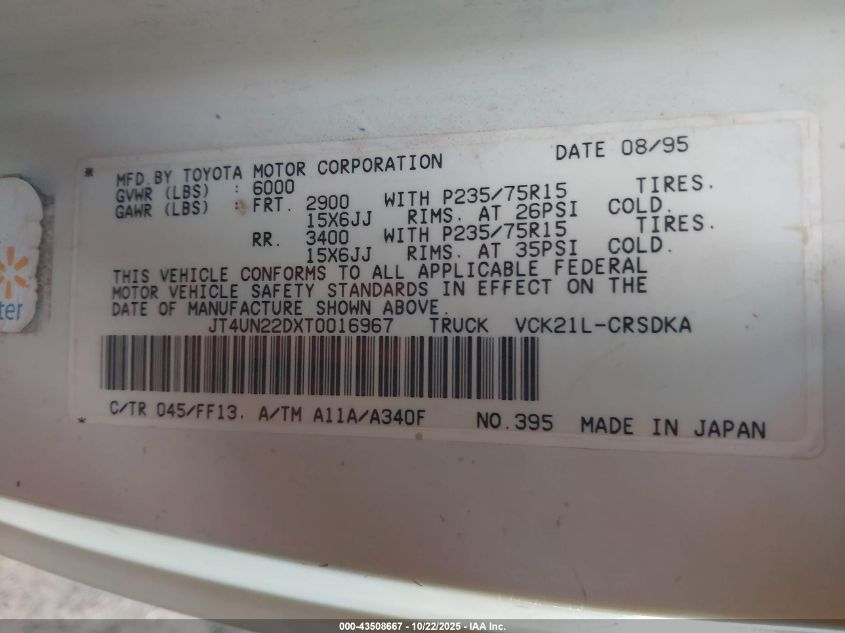 * MFD.BY TOYOTA MOTOR CORPORATION DATE 08/95
GVWR (LBS) : 6000
GAWR (LBS) : FRT. 2900 WITH P235/75R15 TIRES.
15X6JJ RIMS. AT 26PSI COLD.
RR. 3400 WITH P235/75R15 TIRES.
15X6JJ RIMS. AT 35PSI COLD.
THIS VEHICLE CONFORMS TO ALL APPLICABLE FEDERAL
MOTOR VEHICLE SAFETY STANDARDS IN EFFECT ON THE
DATE OF MANUFACTURE SHOWN ABOVE.
JT4UN22DXT0016967 TRUCK VCK21L-CRSDKA
* C/TR 045/FF13. A/TM A11A/A340F NO.395 MADE IN JAPAN
000-43508667 - 10/22/2025 - IAA Inc.